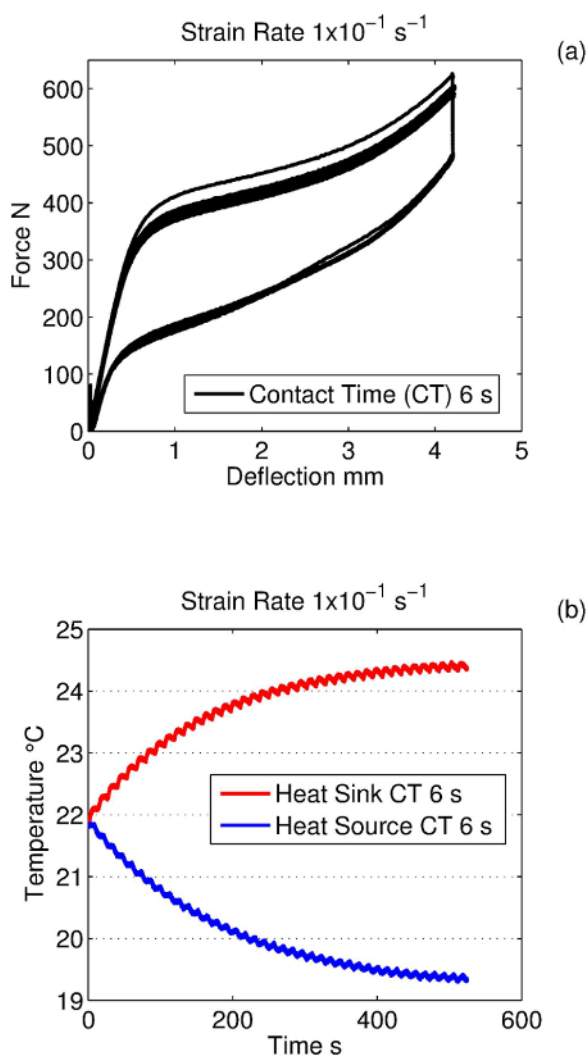 Strain Rate 1x10⁻¹ s⁻¹
(a)
600
500
400
300
200
100
0
Force N
Contact Time (CT) 6 s
0 1 2 3 4 5
Deflection mm
Strain Rate 1x10⁻¹ s⁻¹
(b)
25
24
23
22
21
20
19
Temperature °C
Heat Sink CT 6 s
Heat Source CT 6 s
0 200 400 600
Time s